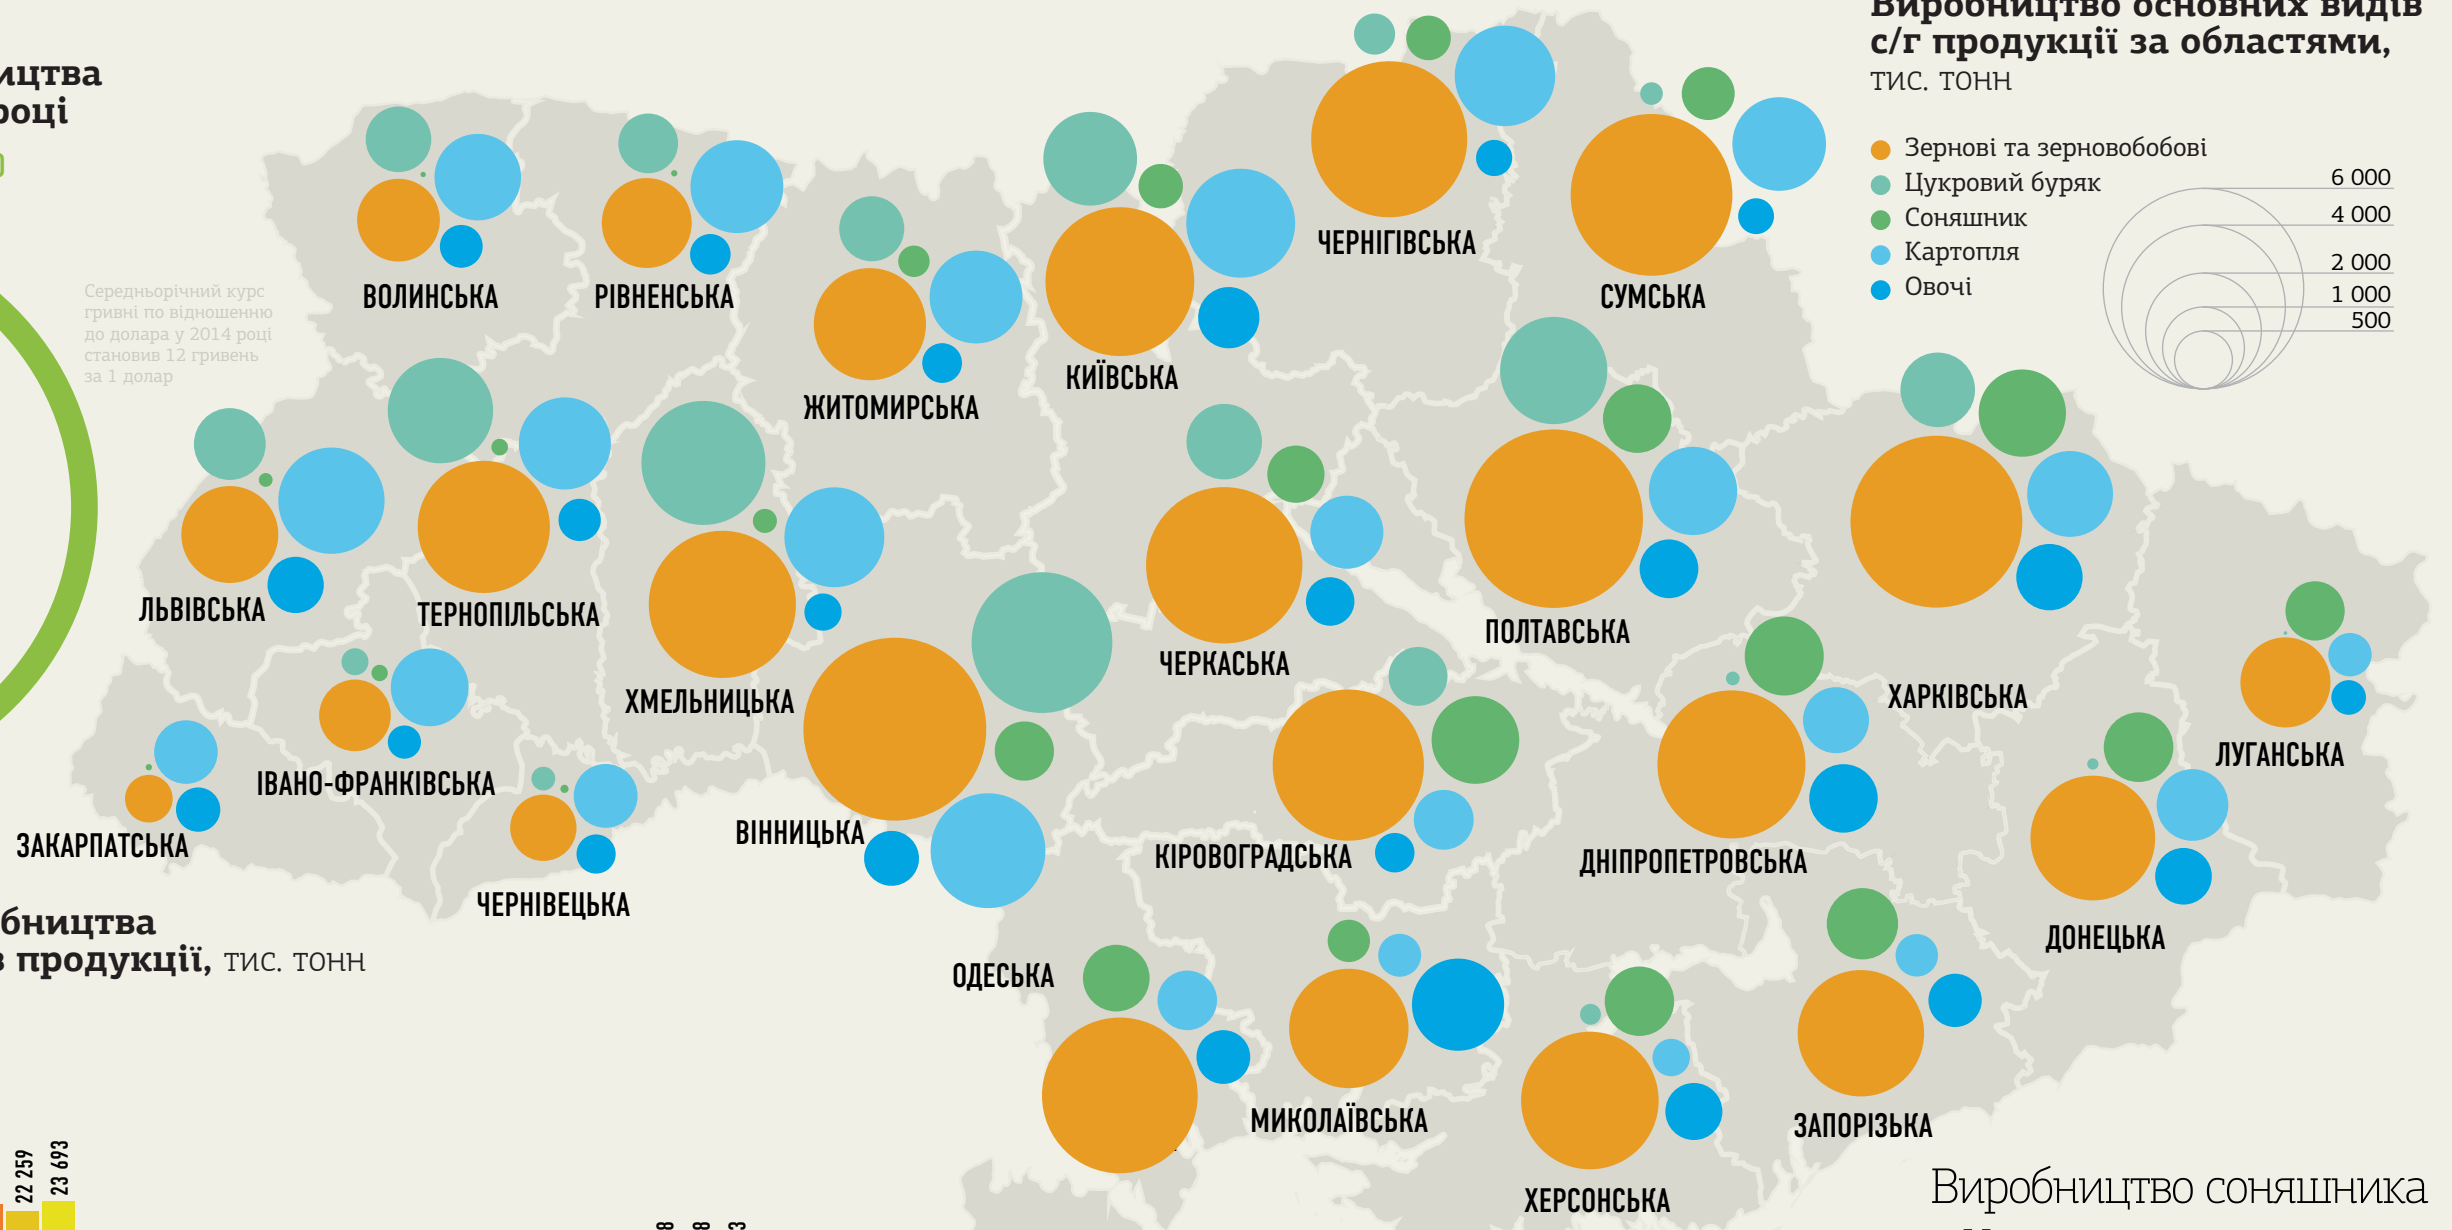 ицтва
році
Середньорічний курс
гривні по відношенню
до долара у 2014 році
становив 12 гривень
за 1 долар
Виробництво основних видів
с/г продукції за областями,
тис. тонн
Зернові та зернобобові
Цукровий буряк
Соняшник
Картопля
Овочі
6 000
4 000
2 000
1 000
500
ВОЛИНСЬКА
РІВНЕНСЬКА
ЖИТОМИРСЬКА
КИЇВСЬКА
ЧЕРНІГІВСЬКА
СУМСЬКА
ЛЬВІВСЬКА
ТЕРНОПІЛЬСЬКА
ХМЕЛЬНИЦЬКА
ЧЕРКАСЬКА
ПОЛТАВСЬКА
ХАРКІВСЬКА
ЛУГАНСЬКА
ЗАКАРПАТСЬКА
ІВАНО-ФРАНКІВСЬКА
ЧЕРНІВЕЦЬКА
ВІННИЦЬКА
КІРОВОГРАДСЬКА
ДНІПРОПЕТРОВСЬКА
ДОНЕЦЬКА
ОДЕСЬКА
МИКОЛАЇВСЬКА
ХЕРСОНСЬКА
ЗАПОРІЗЬКА
бництва
в продукції, тис. тонн
22 259
23 693
8
8
3
Виробництво соняшника